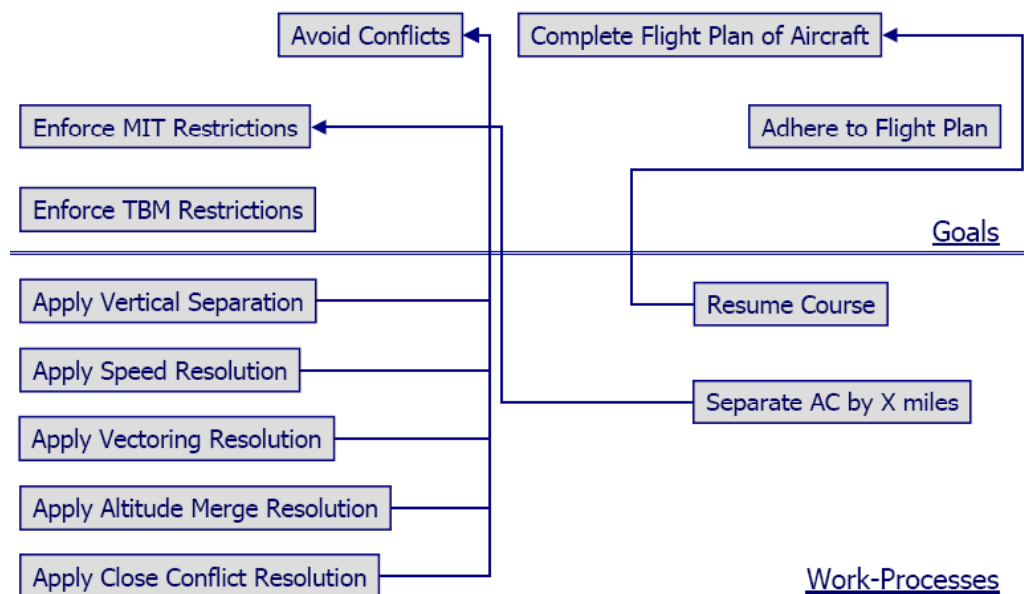 Avoid Conflicts
Complete Flight Plan of Aircraft
Enforce MIT Restrictions
Adhere to Flight Plan
Enforce TBM Restrictions
Goals
Apply Vertical Separation
Resume Course
Apply Speed Resolution
Separate AC by X miles
Apply Vectoring Resolution
Apply Altitude Merge Resolution
Apply Close Conflict Resolution
Work-Processes